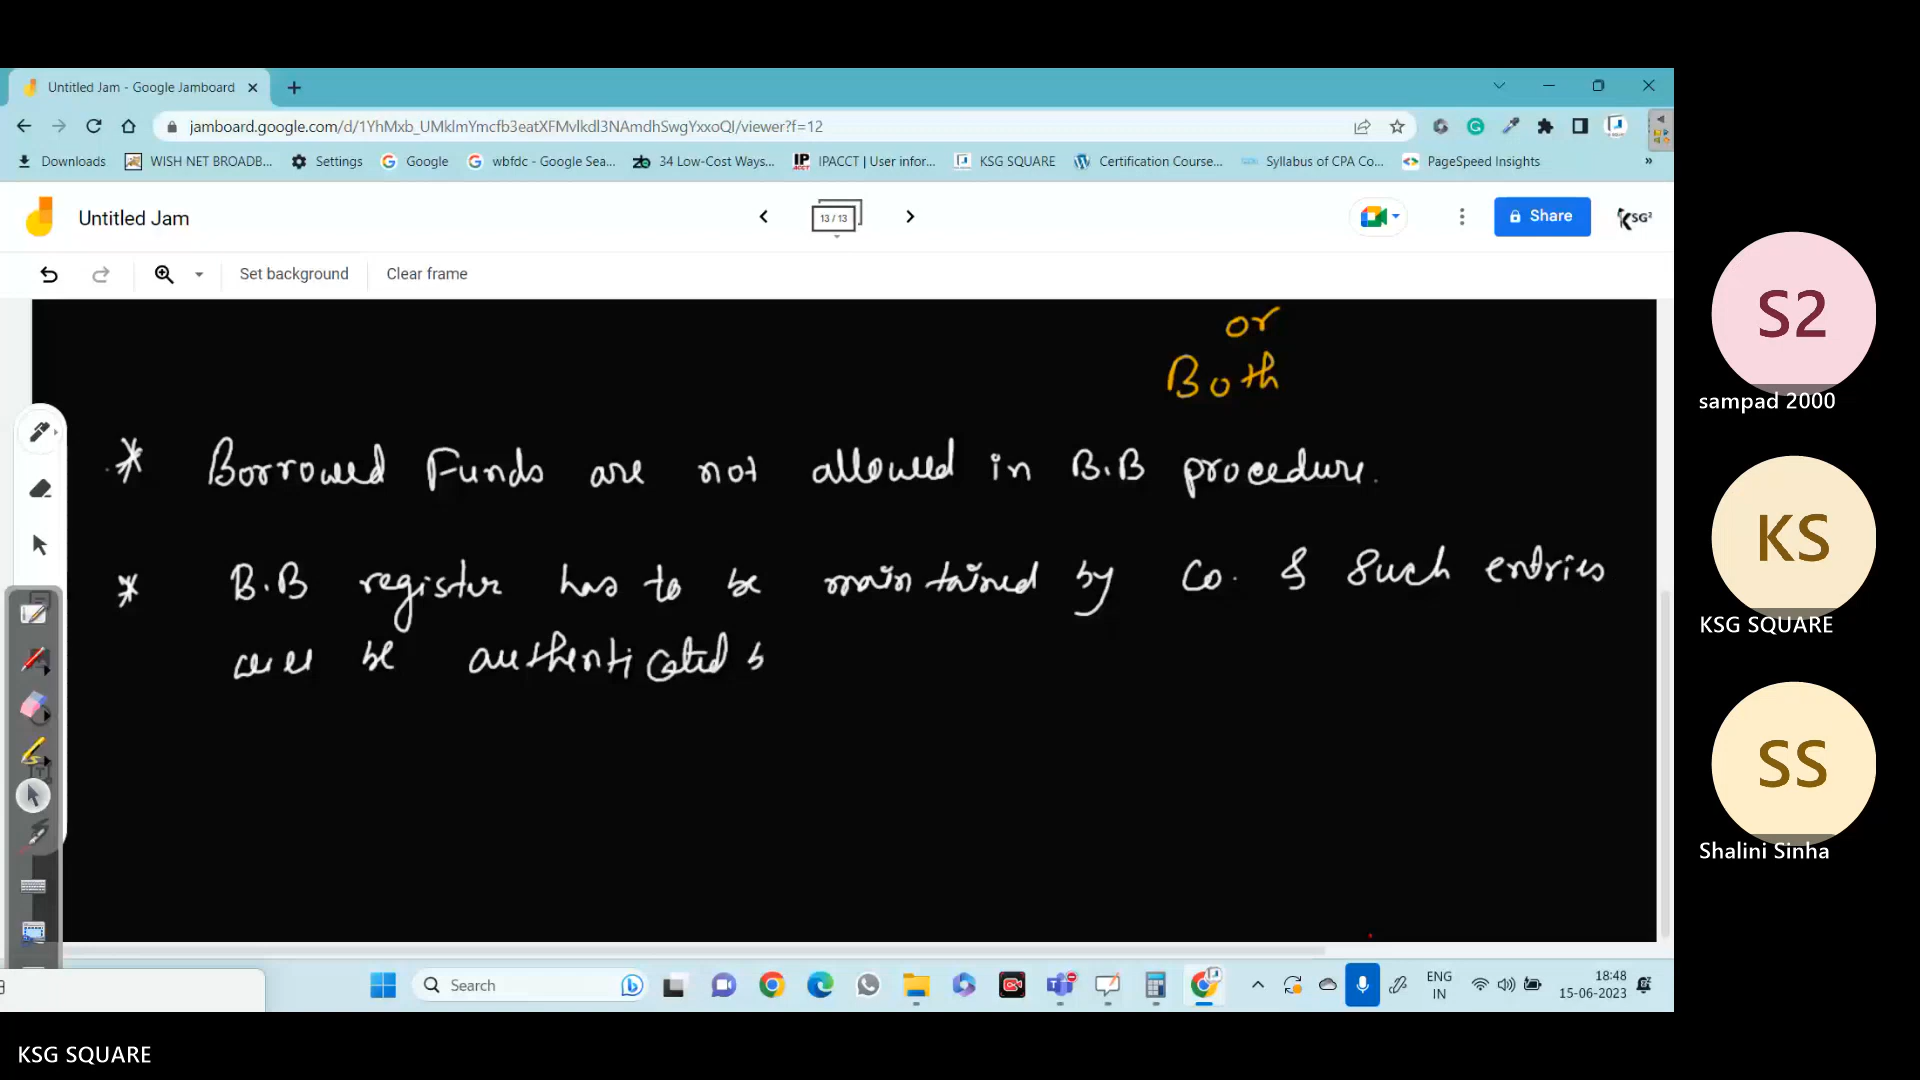 Untitled Jam - Google Jamboard
jamboard.google.com/d/1YhMxb_UMklmYmcfb3eatXFMvlkdl3NAmdhSwgYxxoQI/viewer?f=12
Downloads WISH NET BROADB... Settings Google wbfdc - Google Sea... 34 Low-Cost Ways... IPACCT | User infor... KSG SQUARE Certification Course... Syllabus of CPA Co... PageSpeed Insights »
Untitled Jam
13 / 13
Share
KSG²
Set background
Clear frame
or
Both
* Borrowed Funds are not allowed in B.B procedure.
* B.B register has to be maintained by Co. & Such entries
will be authenticated b
S2
sampad 2000
KS
KSG SQUARE
SS
Shalini Sinha
Search
ENG
IN
18:48
15-06-2023
KSG SQUARE